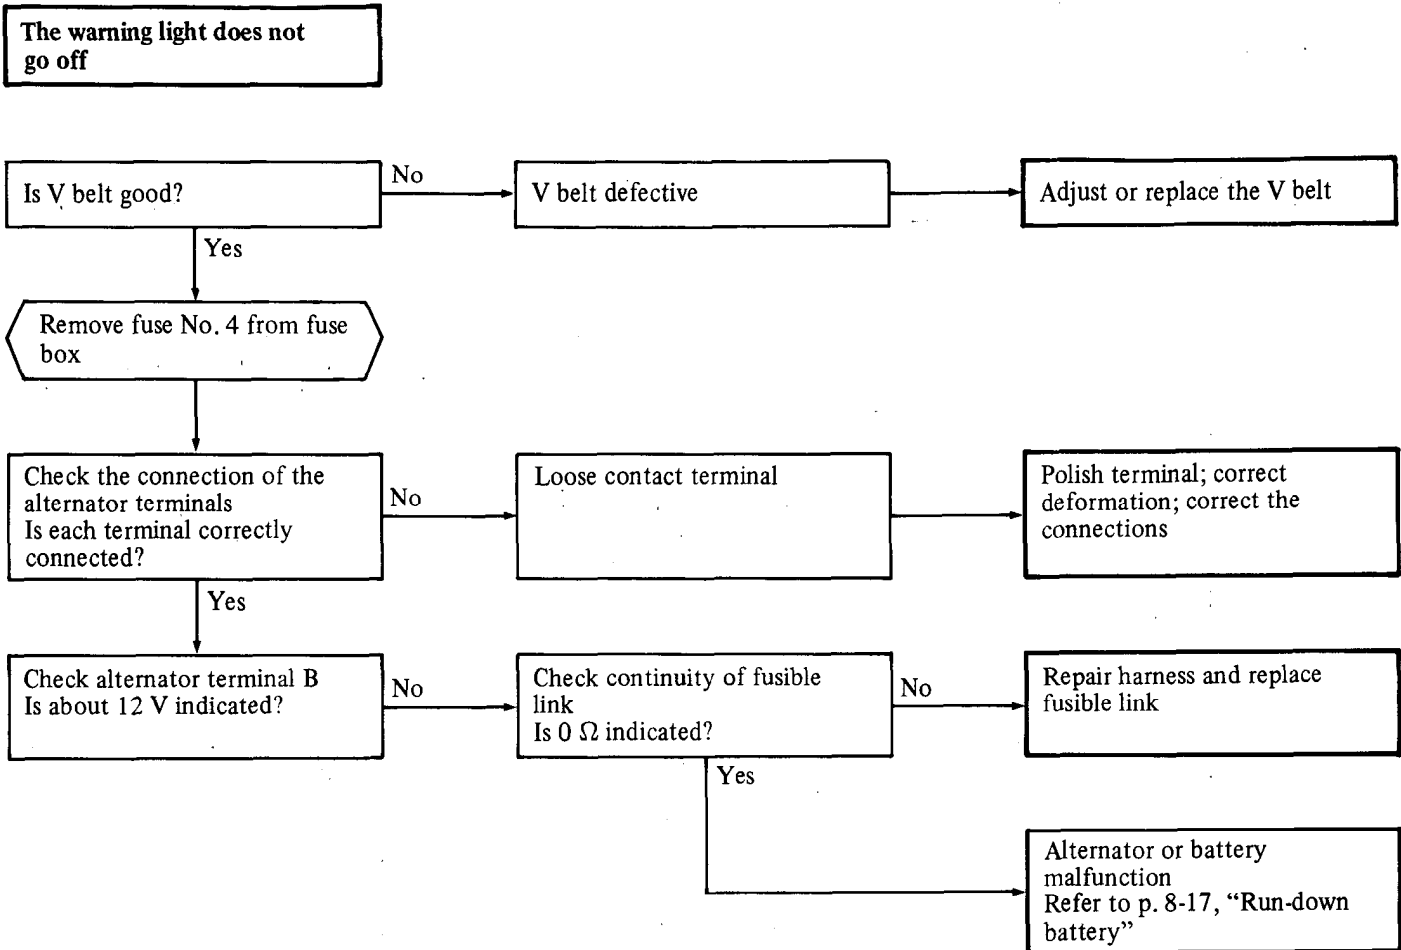 The warning light does not
go off
Is V belt good?
No
V belt defective
Adjust or replace the V belt
Yes
Remove fuse No. 4 from fuse
box
Check the connection of the
alternator terminals
Is each terminal correctly
connected?
No
Loose contact terminal
Polish terminal; correct
deformation; correct the
connections
Yes
Check alternator terminal B
Is about 12 V indicated?
No
Check continuity of fusible
link
Is 0 Ω indicated?
No
Repair harness and replace
fusible link
Yes
Alternator or battery
malfunction
Refer to p. 8-17, “Run-down
battery”